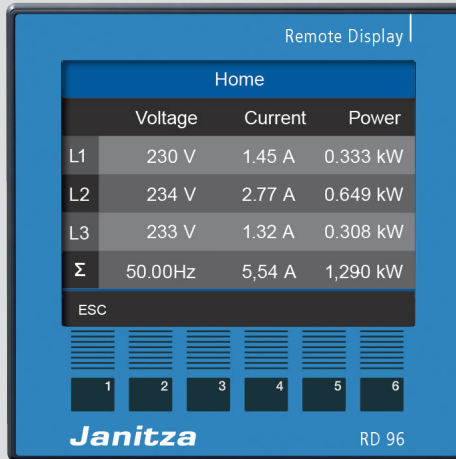 Remote Display
Home
Voltage Current Power
L1 230 V 1.45 A 0.333 kW
L2 234 V 2.77 A 0.649 kW
L3 233 V 1.32 A 0.308 kW
Σ 50.00Hz 5,54 A 1,290 kW
ESC
1 2 3 4 5 6
Janitza RD 96